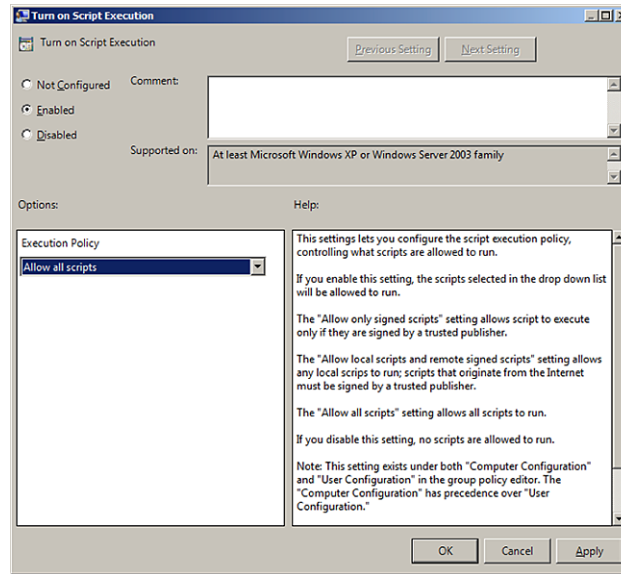 Turn on Script Execution
Turn on Script Execution
Previous Setting
Next Setting
Not Configured
Comment:
Enabled
Disabled
Supported on:
At least Microsoft Windows XP or Windows Server 2003 family
Options:
Help:
Execution Policy
Allow all scripts
This settings lets you configure the script execution policy,
controlling what scripts are allowed to run.
If you enable this setting, the scripts selected in the drop down list
will be allowed to run.
The "Allow only signed scripts" setting allows script to execute
only if they are signed by a trusted publisher.
The "Allow local scripts and remote signed scripts" setting allows
any local scrips to run; scripts that originate from the Internet
must be signed by a trusted publisher.
The "Allow all scripts" setting allows all scripts to run.
If you disable this setting, no scripts are allowed to run.
Note: This setting exists under both "Computer Configuration"
and "User Configuration" in the group policy editor. The
"Computer Configuration" has precedence over "User
Configuration."
OK
Cancel
Apply